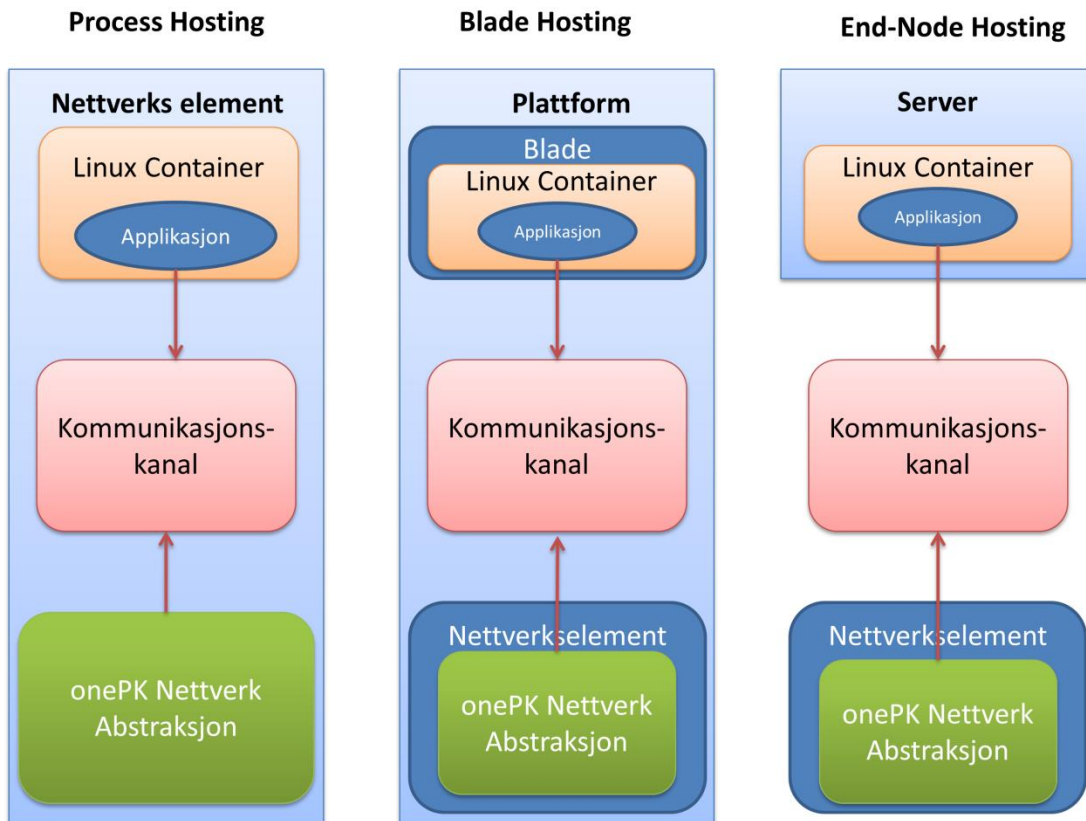 Process Hosting
Nettverks element
Linux Container
Applikasjon
Kommunikasjons-
kanal
onePK Nettverk
Abstraksjon
Blade Hosting
Plattform
Blade
Linux Container
Applikasjon
Kommunikasjons-
kanal
Nettverkselement
onePK Nettverk
Abstraksjon
End-Node Hosting
Server
Linux Container
Applikasjon
Kommunikasjons-
kanal
Nettverkselement
onePK Nettverk
Abstraksjon